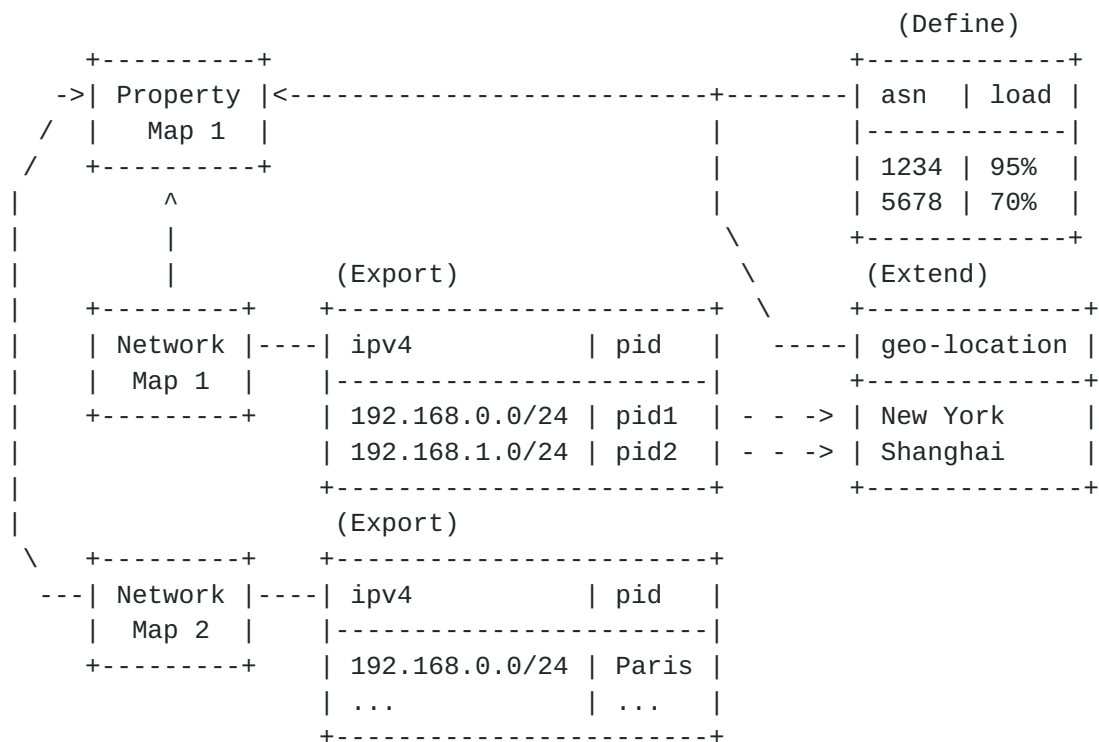 (Define)
Property | asn | load
Map 1
1234 | 95%
5678 | 70%
(Export) (Extend)
Network | ipv4 | pid | geo-location
Map 1
192.168.0.0/24 | pid1 | New York
192.168.1.0/24 | pid2 | Shanghai
(Export)
Network | ipv4 | pid
Map 2
192.168.0.0/24 | Paris
... | ...